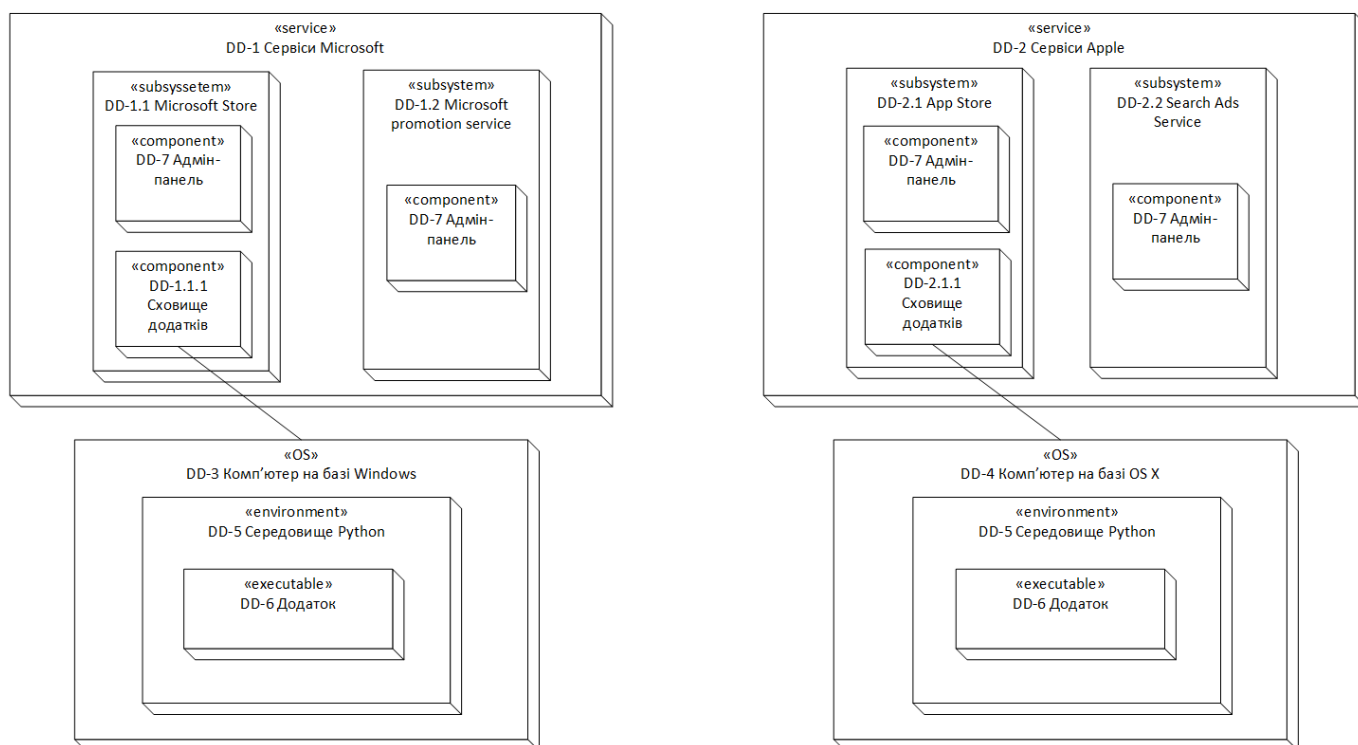 «service»
DD-1 Сервіси Microsoft
«subsyssetem»
DD-1.1 Microsoft Store
«component»
DD-7 Адмін-
панель
«component»
DD-1.1.1
Сховище
додатків
«subsystem»
DD-1.2 Microsoft
promotion service
«component»
DD-7 Адмін-
панель
«service»
DD-2 Сервіси Apple
«subsystem»
DD-2.1 App Store
«component»
DD-7 Адмін-
панель
«component»
DD-2.1.1
Сховище
додатків
«subsystem»
DD-2.2 Search Ads
Service
«component»
DD-7 Адмін-
панель
«OS»
DD-3 Комп’ютер на базі Windows
«environment»
DD-5 Середовище Python
«executable»
DD-6 Додаток
«OS»
DD-4 Комп’ютер на базі OS X
«environment»
DD-5 Середовище Python
«executable»
DD-6 Додаток